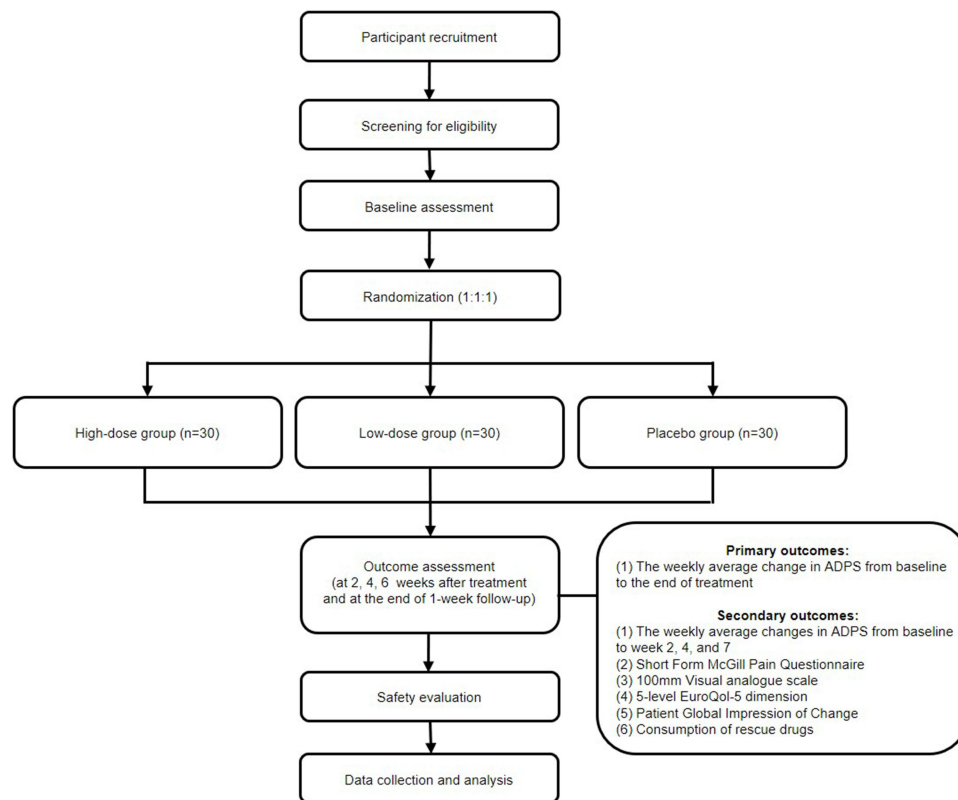 Participant recruitment
Screening for eligibility
Baseline assessment
Randomization (1:1:1)
High-dose group (n=30)
Low-dose group (n=30)
Placebo group (n=30)
Outcome assessment
(at 2, 4, 6 weeks after treatment
and at the end of 1-week follow-up)
Primary outcomes:
(1) The weekly average change in ADPS from baseline
to the end of treatment
Secondary outcomes:
(1) The weekly average changes in ADPS from baseline
to week 2, 4, and 7
(2) Short Form McGill Pain Questionnaire
(3) 100mm Visual analogue scale
(4) 5-level EuroQol-5 dimension
(5) Patient Global Impression of Change
(6) Consumption of rescue drugs
Safety evaluation
Data collection and analysis